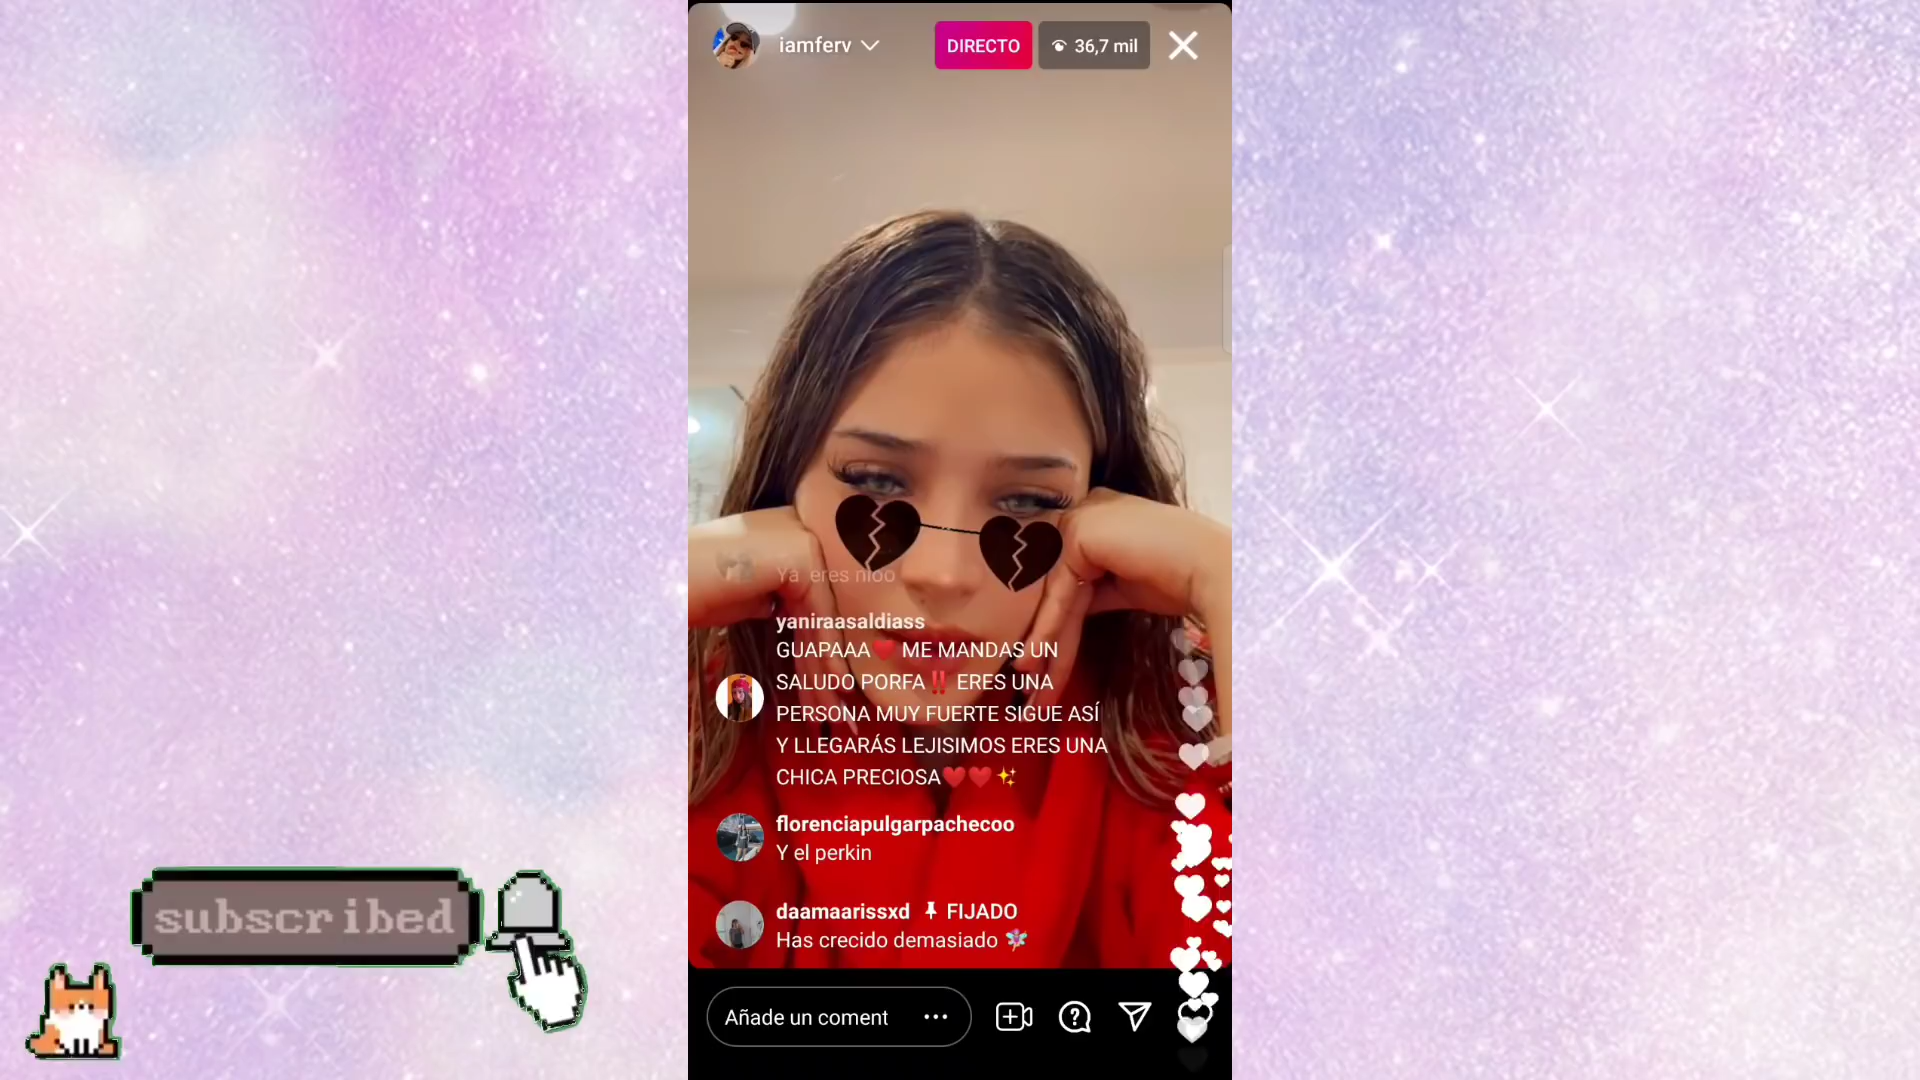 iamferv
DIRECTO
36,7 mil
Ya eres nioo
yaniraasaldiass
GUAPAAA❤️ ME MANDAS UN
SALUDO PORFA‼️ ERES UNA
PERSONA MUY FUERTE SIGUE ASÍ
Y LLEGARÁS LEJISIMOS ERES UNA
CHICA PRECIOSA❤️❤️✨
florenciapulgarpachecoo
Y el perkin
daamaarissxd 📌 FIJADO
Has crecido demasiado 🧚
Añade un coment
subscribed